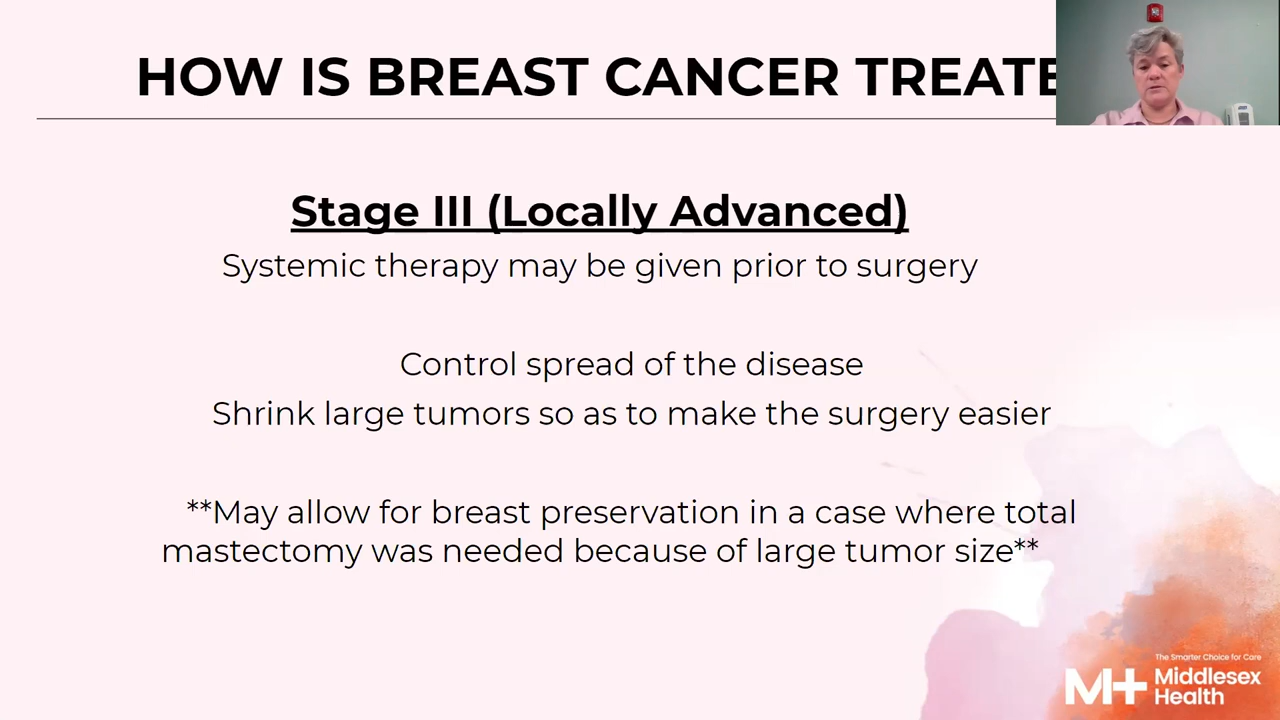 HOW IS BREAST CANCER TREATE
Stage III (Locally Advanced)
Systemic therapy may be given prior to surgery
Control spread of the disease
Shrink large tumors so as to make the surgery easier
**May allow for breast preservation in a case where total
mastectomy was needed because of large tumor size**
The Smarter Choice for Care
M+ Middlesex
Health